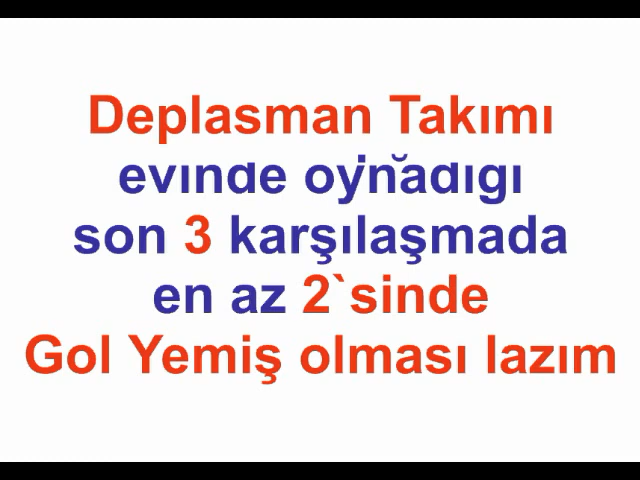 Deplasman Takımı
evinde oynadığı
son 3 karşılaşmada
en az 2`sinde
Gol Yemiş olması lazım